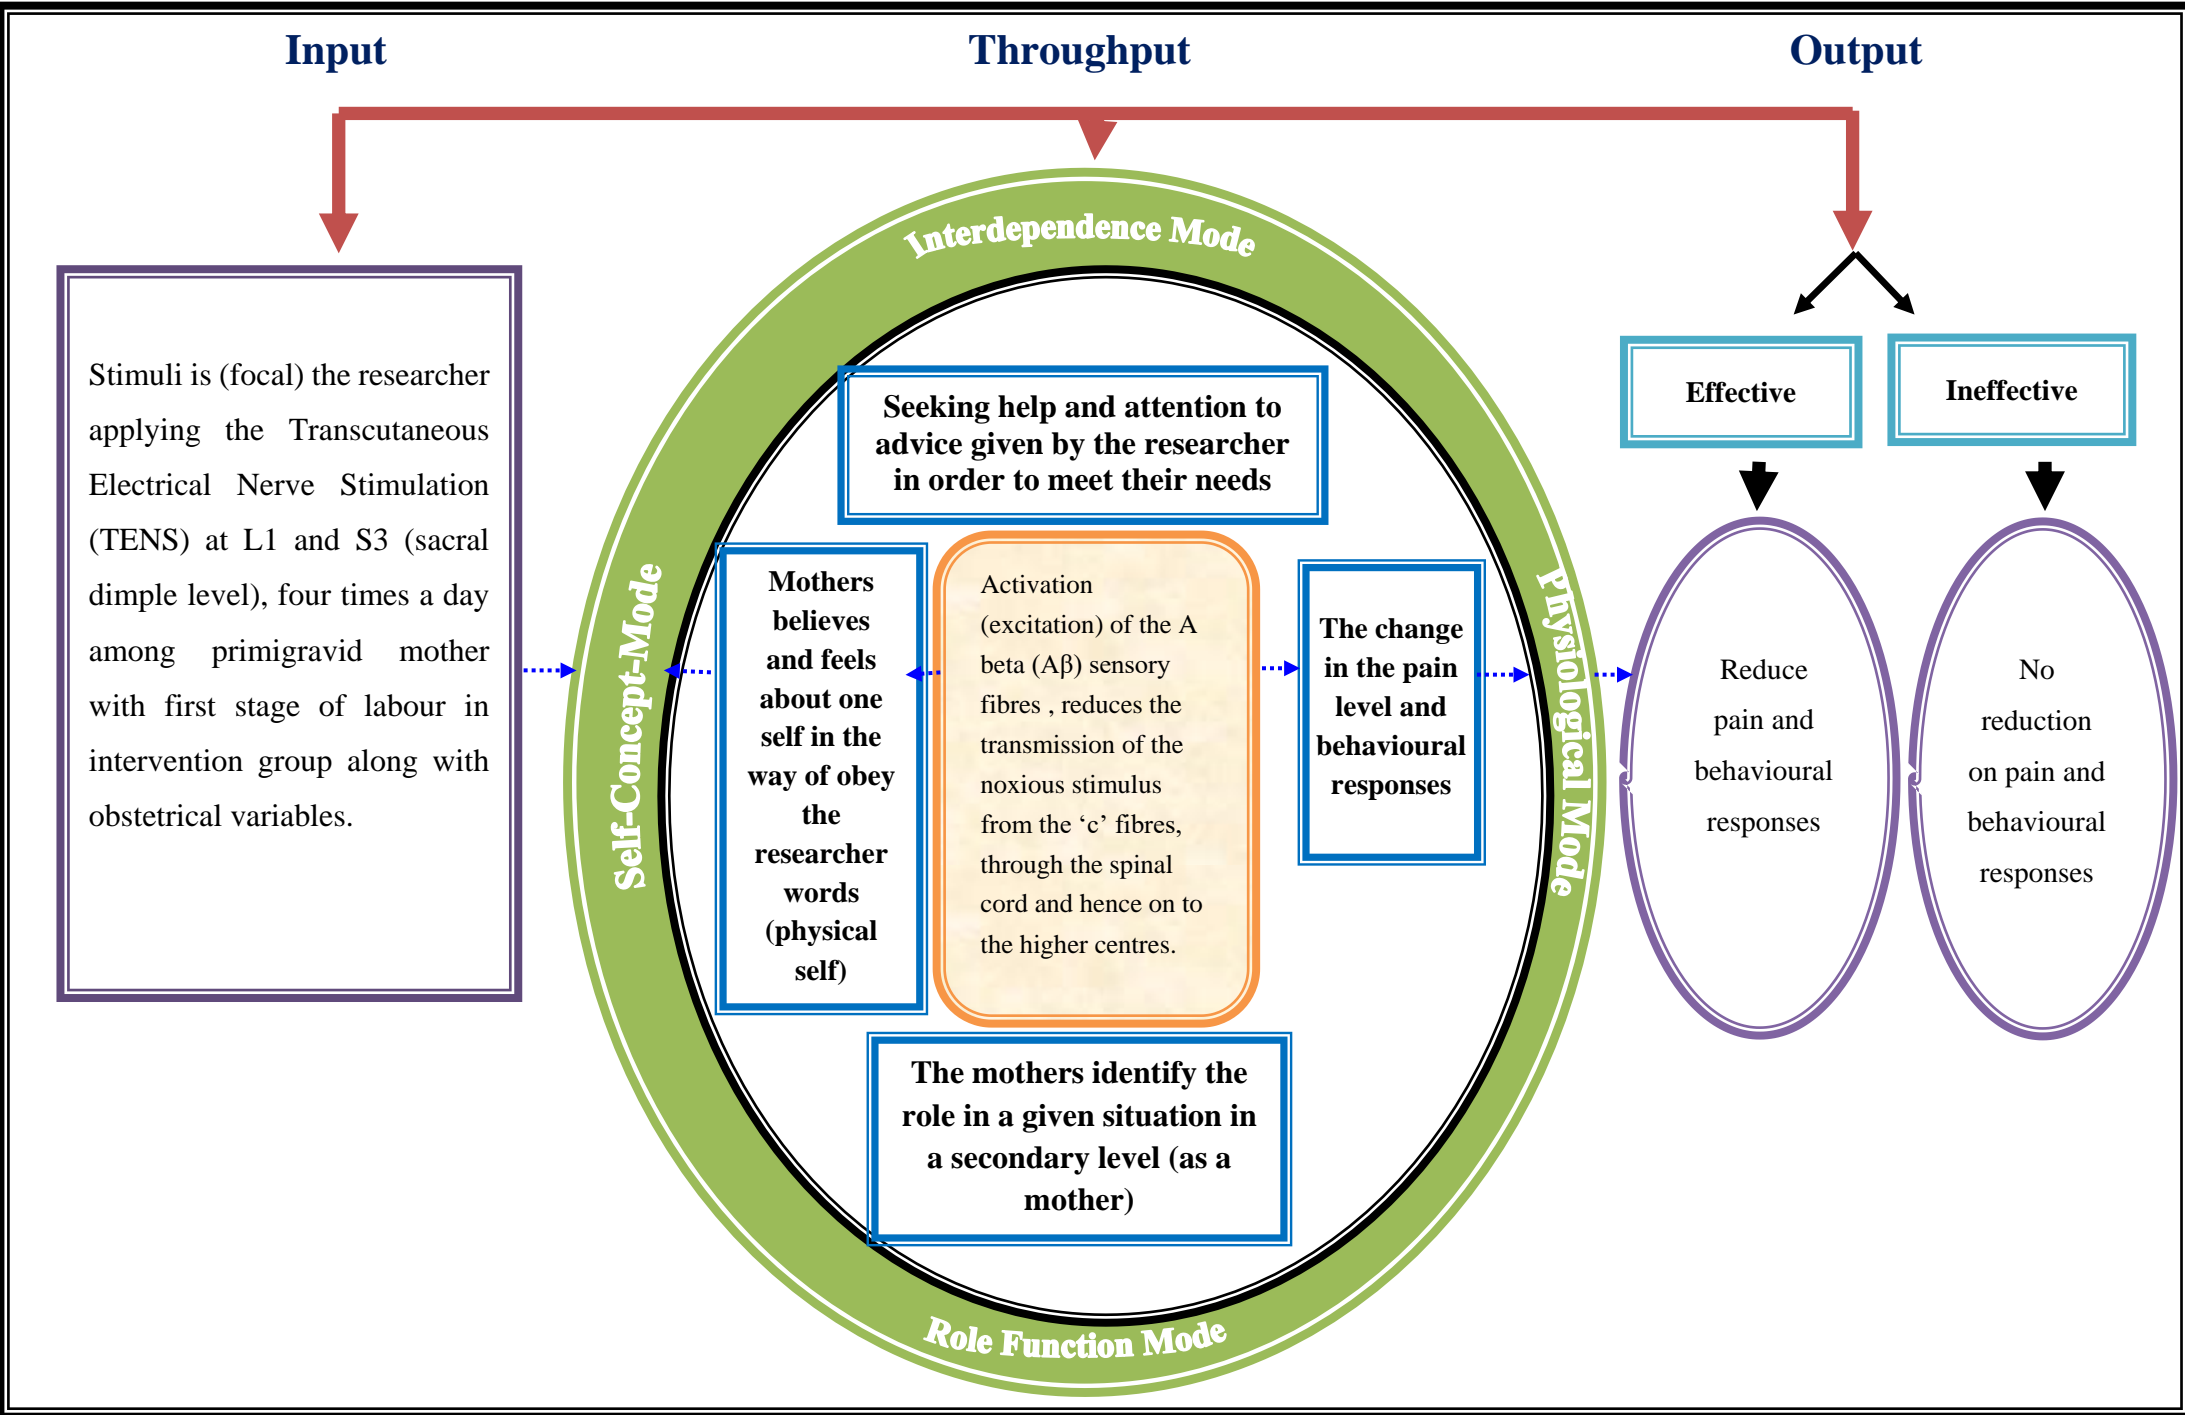 Input
Throughput
Output
Stimuli is (focal) the researcher
applying the Transcutaneous
Electrical Nerve Stimulation
(TENS) at L1 and S3 (sacral
dimple level), four times a day
among primigravid mother
with first stage of labour in
intervention group along with
obstetrical variables.
Interdependence Mode
Self-Concept-Mode
Seeking help and attention to
advice given by the researcher
in order to meet their needs
Mothers
believes
and feels
about one
self in the
way of obey
the
researcher
words
(physical
self)
Activation
(excitation) of the A
beta (Aβ) sensory
fibres , reduces the
transmission of the
noxious stimulus
from the ‘c’ fibres,
through the spinal
cord and hence on to
the higher centres.
The change
in the pain
level and
behavioural
responses
Physiological Mode
The mothers identify the
role in a given situation in
a secondary level (as a
mother)
Role Function Mode
Effective
Ineffective
Reduce
pain and
behavioural
responses
No
reduction
on pain and
behavioural
responses